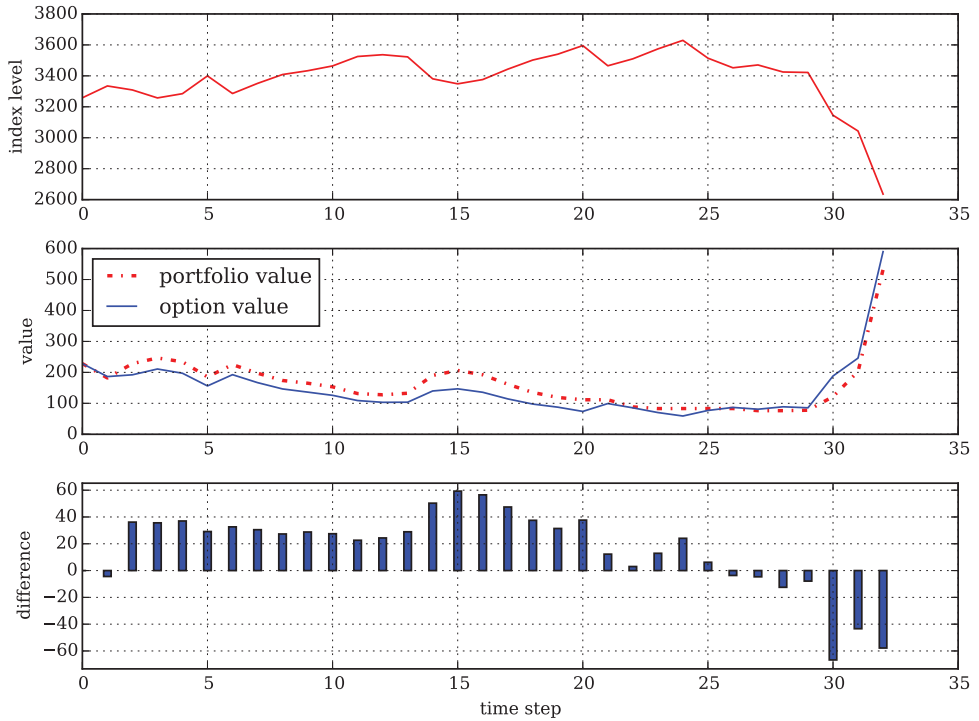 3800
3600
3400
3200
3000
2800
2600
index level
0 5 10 15 20 25 30 35
600
500
400
300
200
100
0
value
portfolio value
option value
0 5 10 15 20 25 30 35
60
40
20
0
−20
−40
−60
difference
0 5 10 15 20 25 30 35
time step